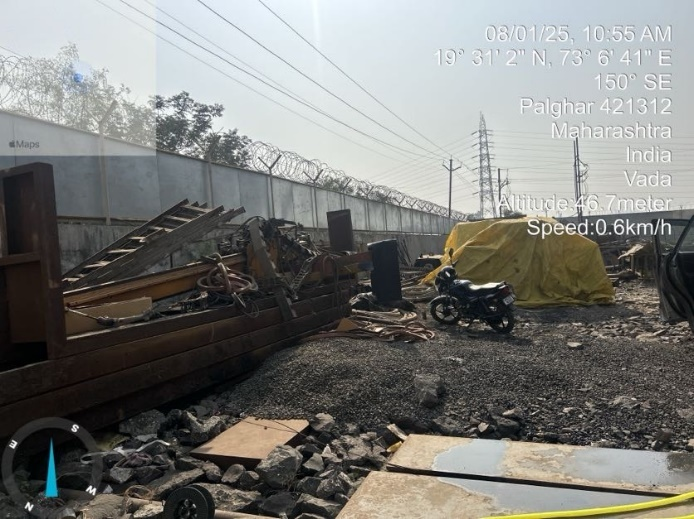 08/01/25, 10:55 AM
19° 31' 2" N, 73° 6' 41" E
150° SE
Palghar 421312
Maharashtra
India
Vada
Altitude:46.7meter
Speed:0.6km/h
Maps
S
E
W
N